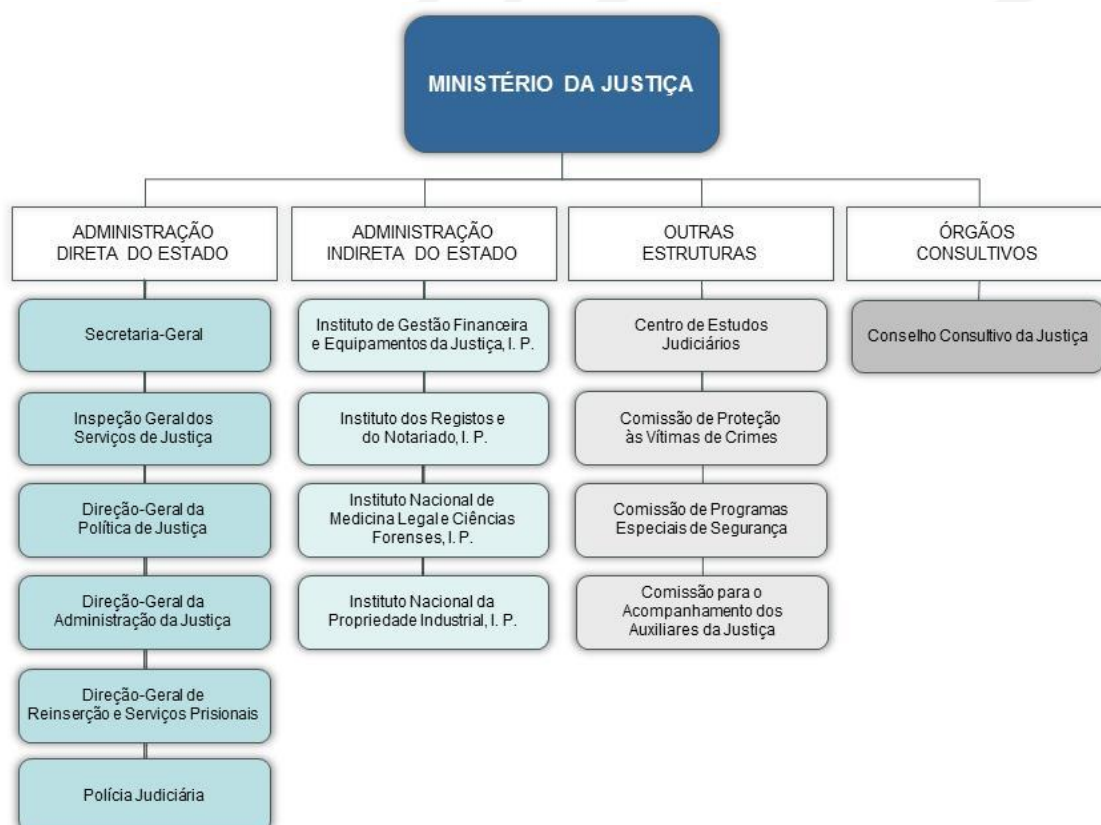 MINISTÉRIO DA JUSTIÇA
ADMINISTRAÇÃO
DIRETA DO ESTADO
Secretaria-Geral
Inspeção Geral dos
Serviços de Justiça
Direção-Geral da
Política de Justiça
Direção-Geral da
Administração da Justiça
Direção-Geral de
Reinserção e Serviços Prisionais
Polícia Judiciária
ADMINISTRAÇÃO
INDIRETA DO ESTADO
Instituto de Gestão Financeira
e Equipamentos da Justiça, I. P.
Instituto dos Registos e
do Notariado, I. P.
Instituto Nacional de
Medicina Legal e Ciências
Forenses, I. P.
Instituto Nacional da
Propriedade Industrial, I. P.
OUTRAS
ESTRUTURAS
Centro de Estudos
Judiciários
Comissão de Proteção
às Vítimas de Crimes
Comissão de Programas
Especiais de Segurança
Comissão para o
Acompanhamento dos
Auxiliares da Justiça
ÓRGÃOS
CONSULTIVOS
Conselho Consultivo da Justiça